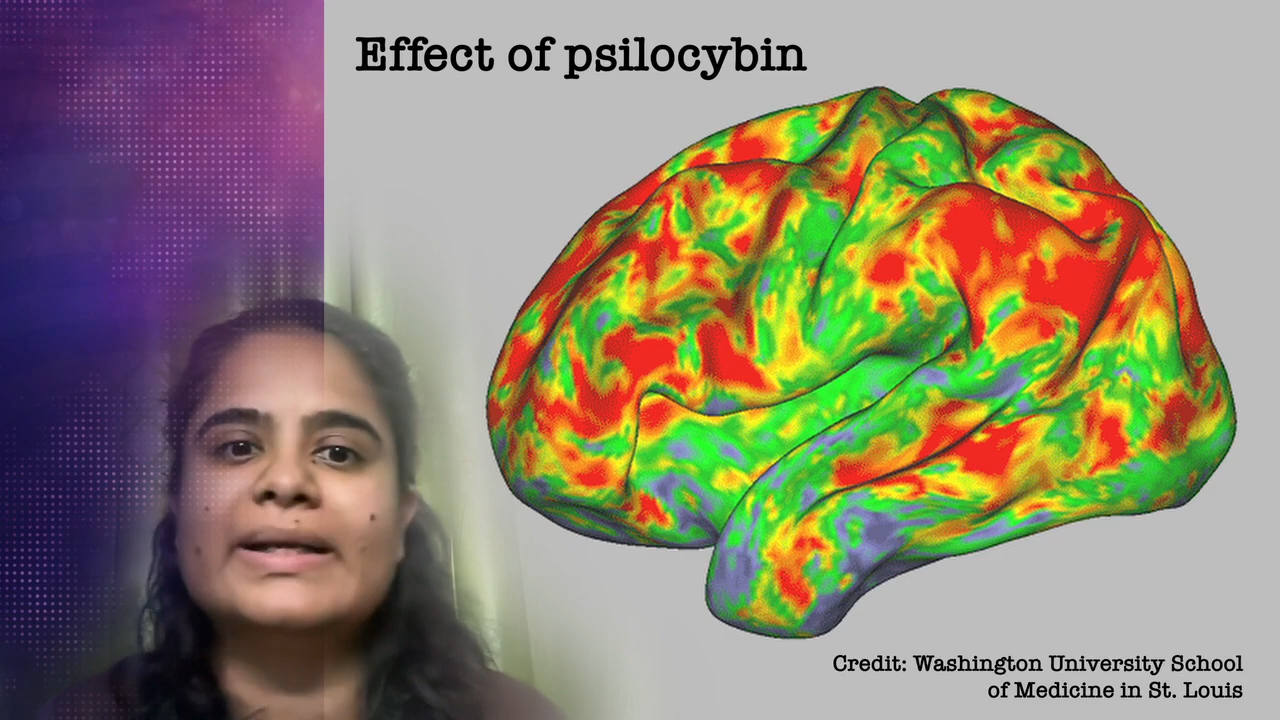 Effect of psilocybin
Credit: Washington University School
of Medicine in St. Louis